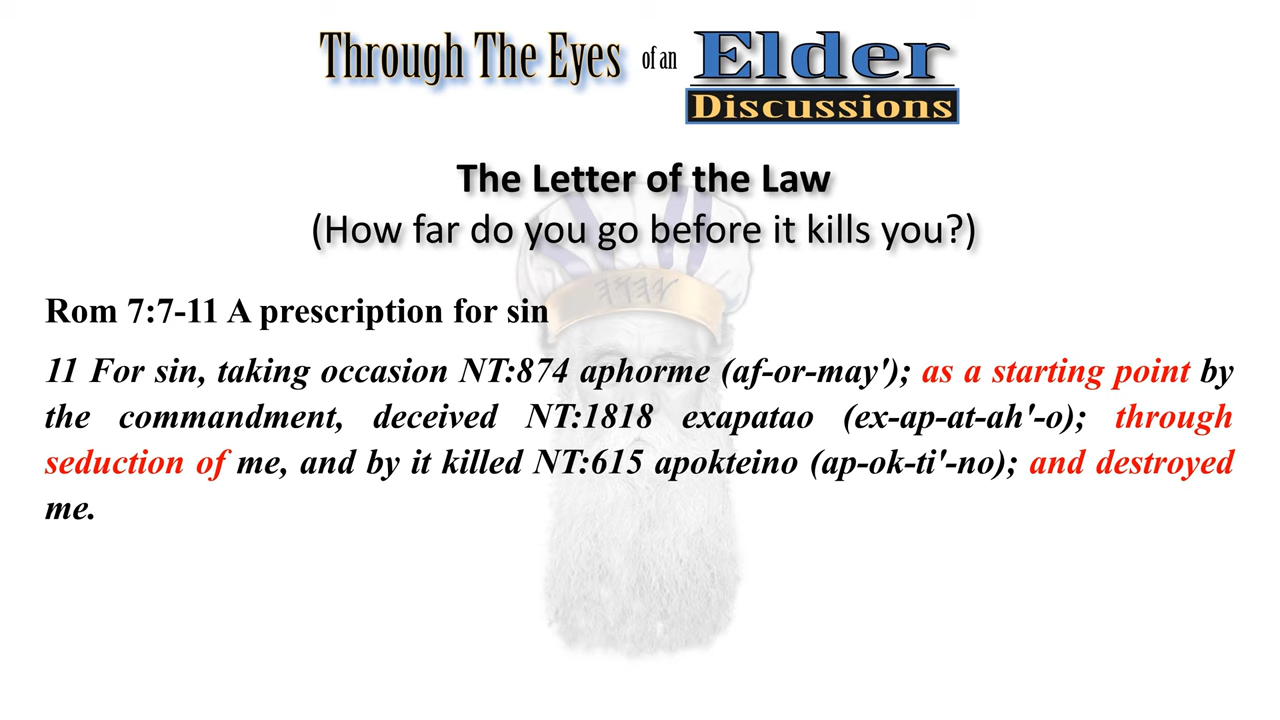 Through The Eyes of an Elder
Discussions
The Letter of the Law
(How far do you go before it kills you?)
𐤉𐤄𐤅𐤄
Rom 7:7-11 A prescription for sin
11 For sin, taking occasion NT:874 aphorme (af-or-may'); as a starting point by
the commandment, deceived NT:1818 exapatao (ex-ap-at-ah'-o); through
seduction of me, and by it killed NT:615 apokteino (ap-ok-ti'-no); and destroyed
me.